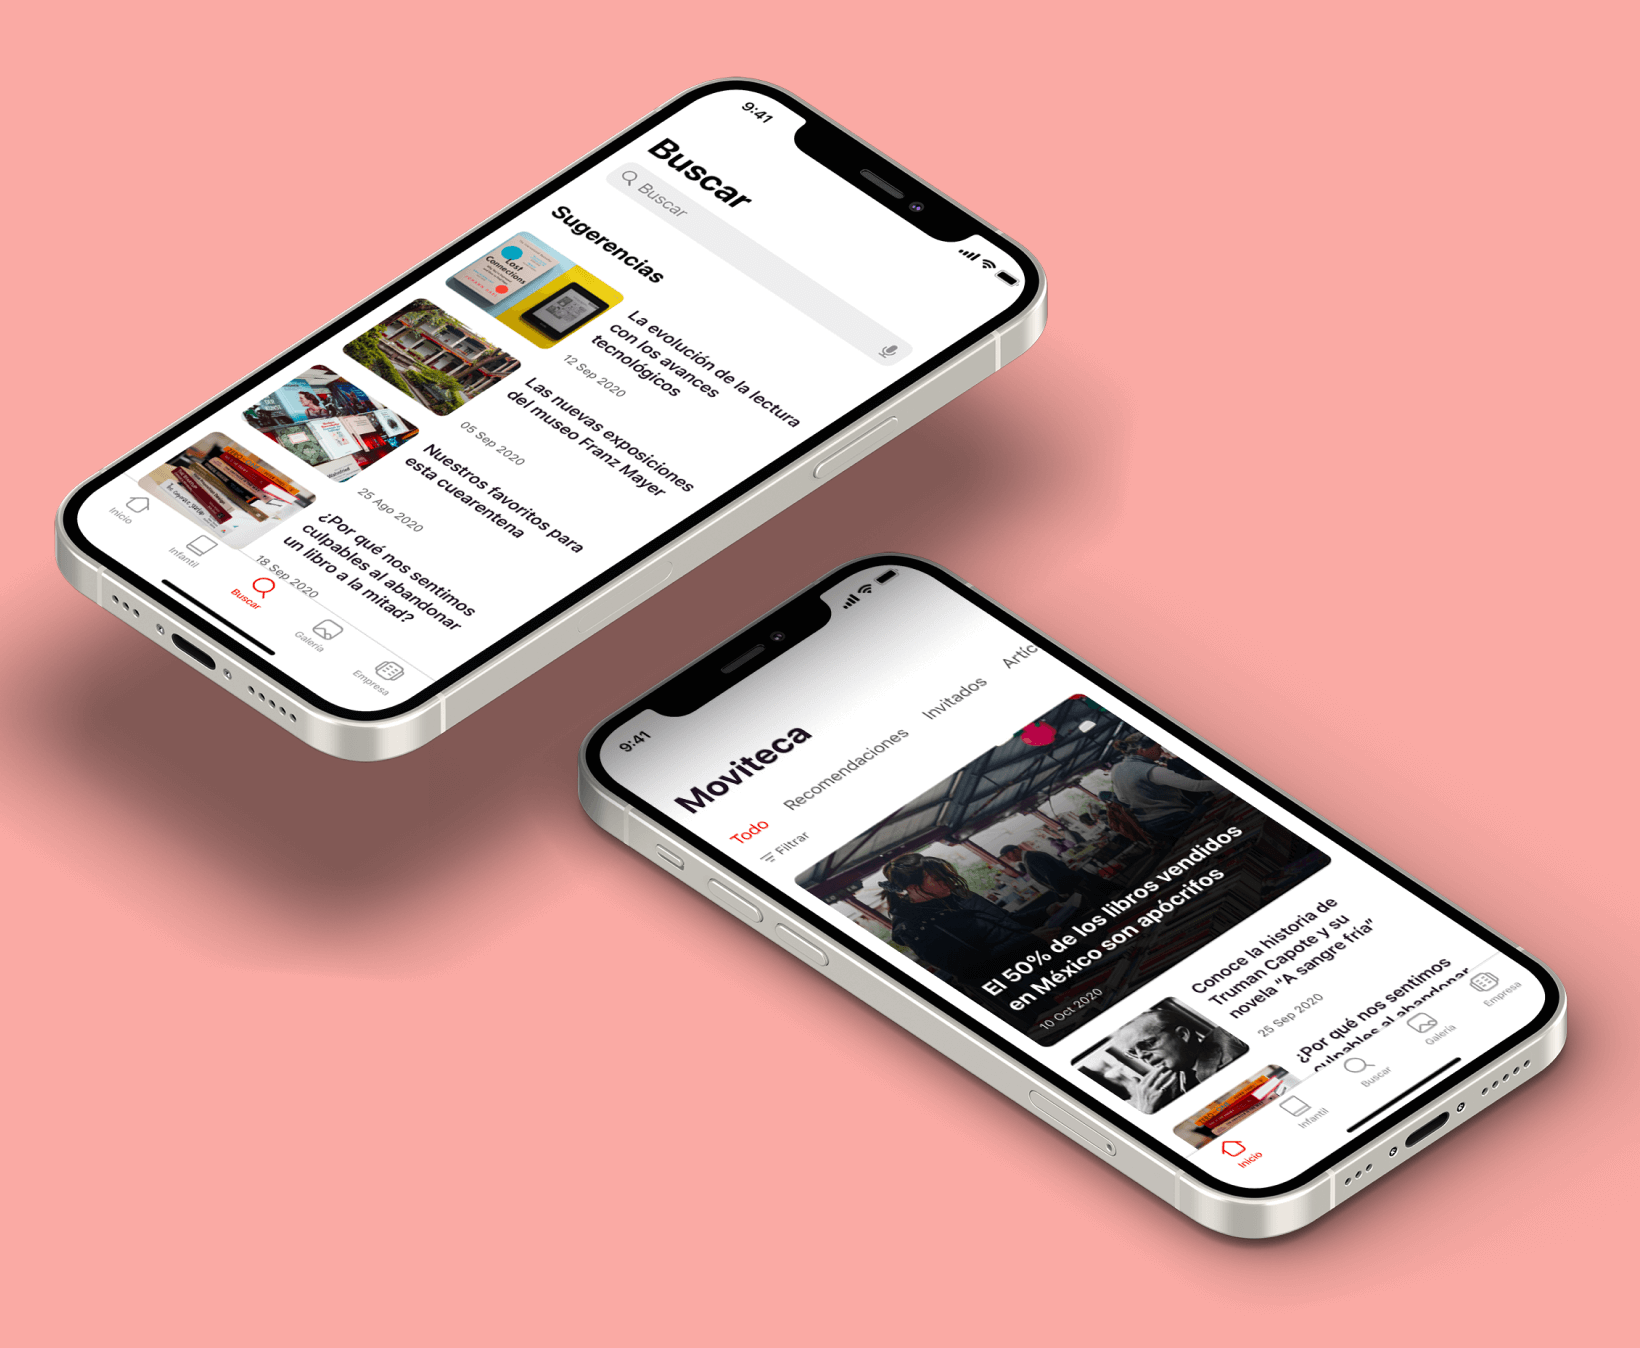 9:41
Buscar
Buscar
Sugerencias
Lost
Connections
La evolución de la lectura
con los avances
tecnológicos
12 Sep 2020
Las nuevas exposiciones
del museo Franz Mayer
05 Sep 2020
Nuestros favoritos para
esta cuearentena
25 Ago 2020
¿Por qué nos sentimos
culpables al abandonar
un libro a la mitad?
18 Sep 2020
Inicio
Infantil
Buscar
Galería
Empresa
9:41
Moviteca
Todo
Recomendaciones
Invitados
Artíc
Filtrar
El 50% de los libros vendidos
en México son apócrifos
10 Oct 2020
Conoce la historia de
Truman Capote y su
novela “A sangre fría”
25 Sep 2020
¿Por qué nos sentimos
culpables al abandonar
Inicio
Infantil
Buscar
Galería
Empresa